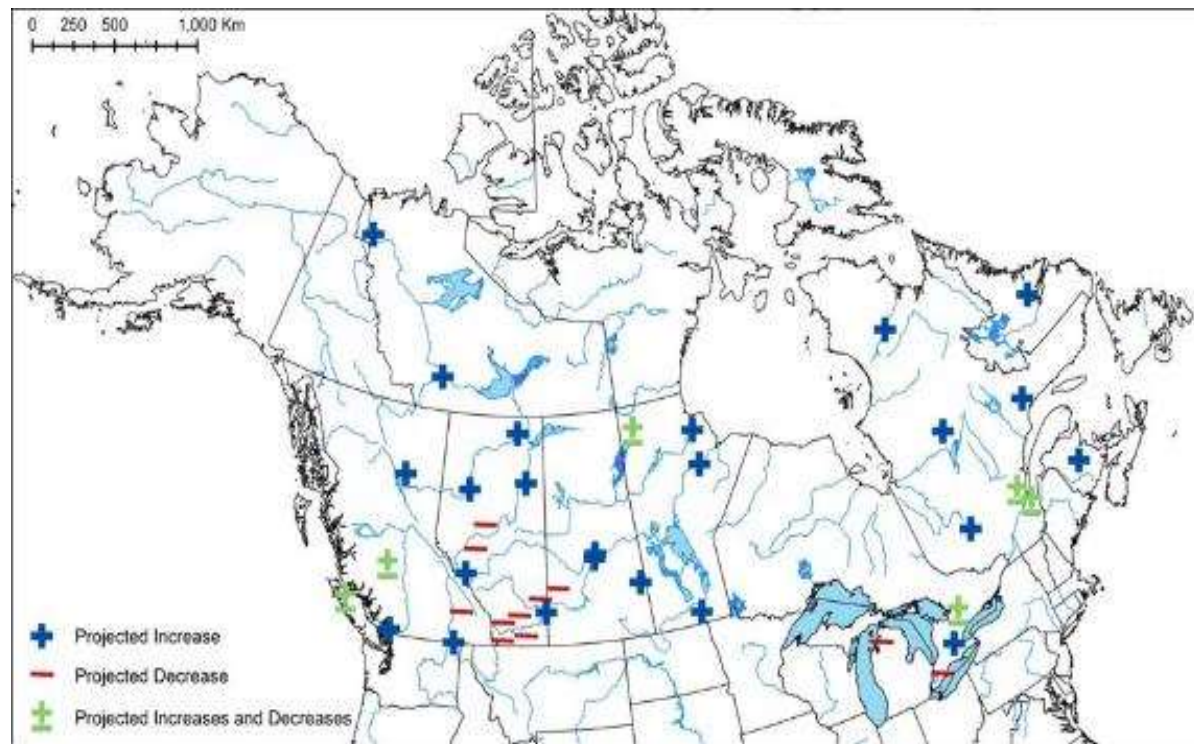 0 250 500 1,000 Km
Projected Increase
Projected Decrease
Projected Increases and Decreases